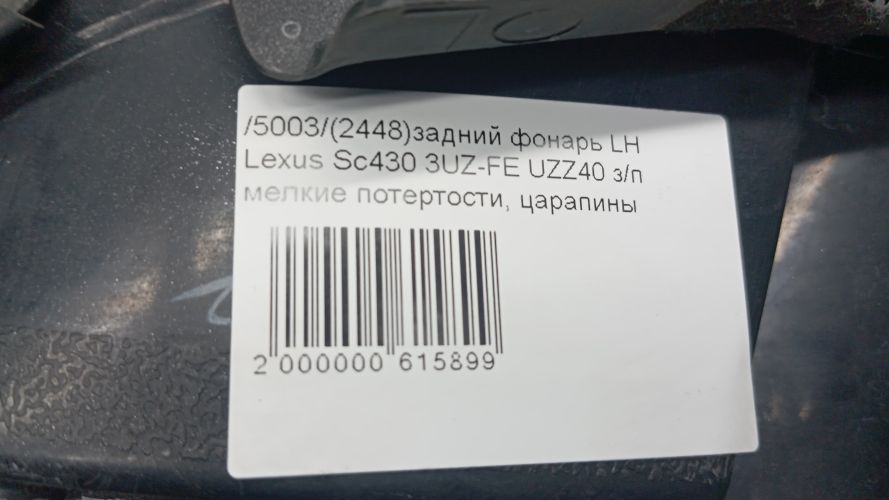 /5003/(2448)задний фонарь LH
Lexus Sc430 3UZ-FE UZZ40 з/п
мелкие потертости, царапины
2 000000 615899